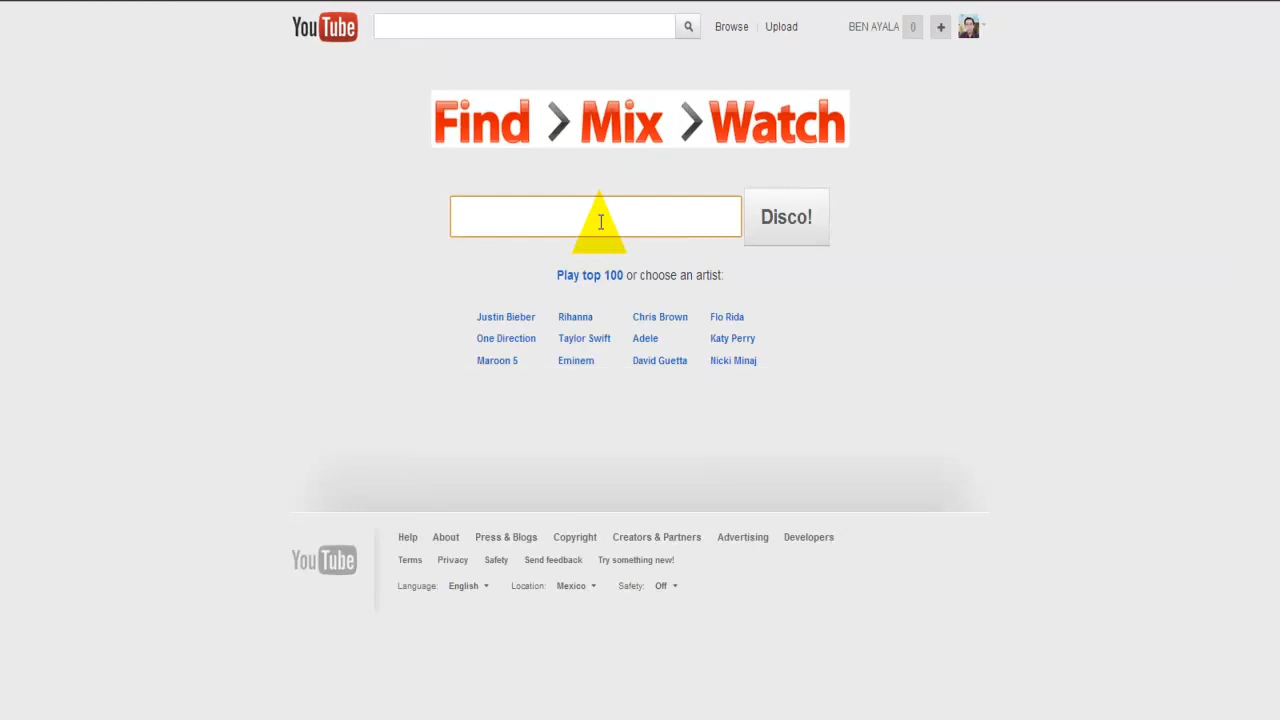 YouTube Browse Upload BEN AYALA 0 +
Find > Mix > Watch
Disco!
Play top 100 or choose an artist:
Justin Bieber Rihanna Chris Brown Flo Rida
One Direction Taylor Swift Adele Katy Perry
Maroon 5 Eminem David Guetta Nicki Minaj
YouTube
Help About Press & Blogs Copyright Creators & Partners Advertising Developers
Terms Privacy Safety Send feedback Try something new!
Language: English Location: Mexico Safety: Off